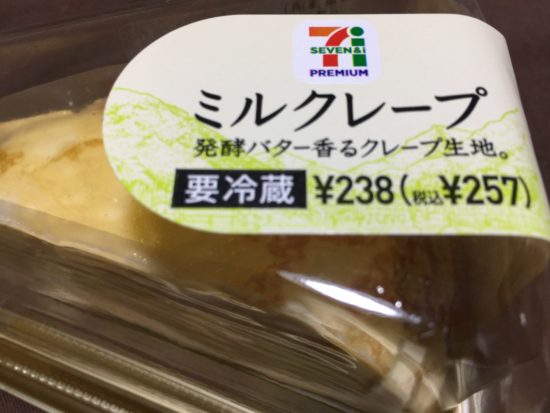 SEVEN&i
PREMIUM
ミルクレープ
発酵バター香るクレープ生地。
要冷蔵 ¥238(税込¥257)